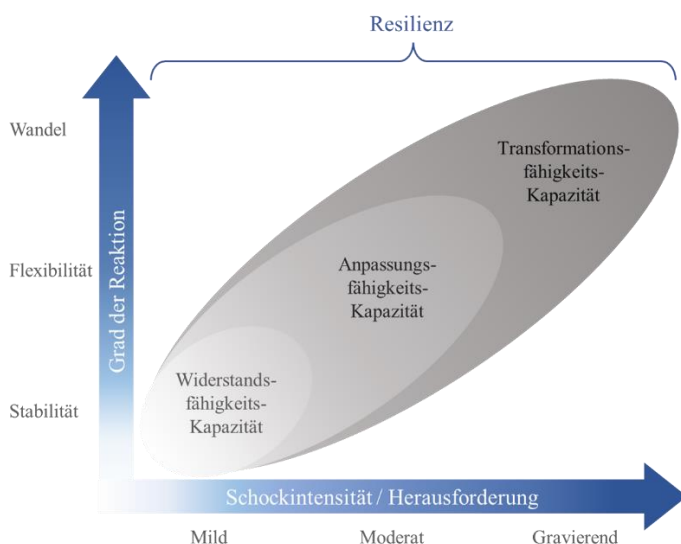 Resilienz
Wandel
Transformations-
fähigkeits-
Kapazität
Flexibilität
Anpassungs-
fähigkeits-
Kapazität
Grad der Reaktion
Stabilität
Widerstands-
fähigkeits-
Kapazität
Schockintensität / Herausforderung
Mild
Moderat
Gravierend